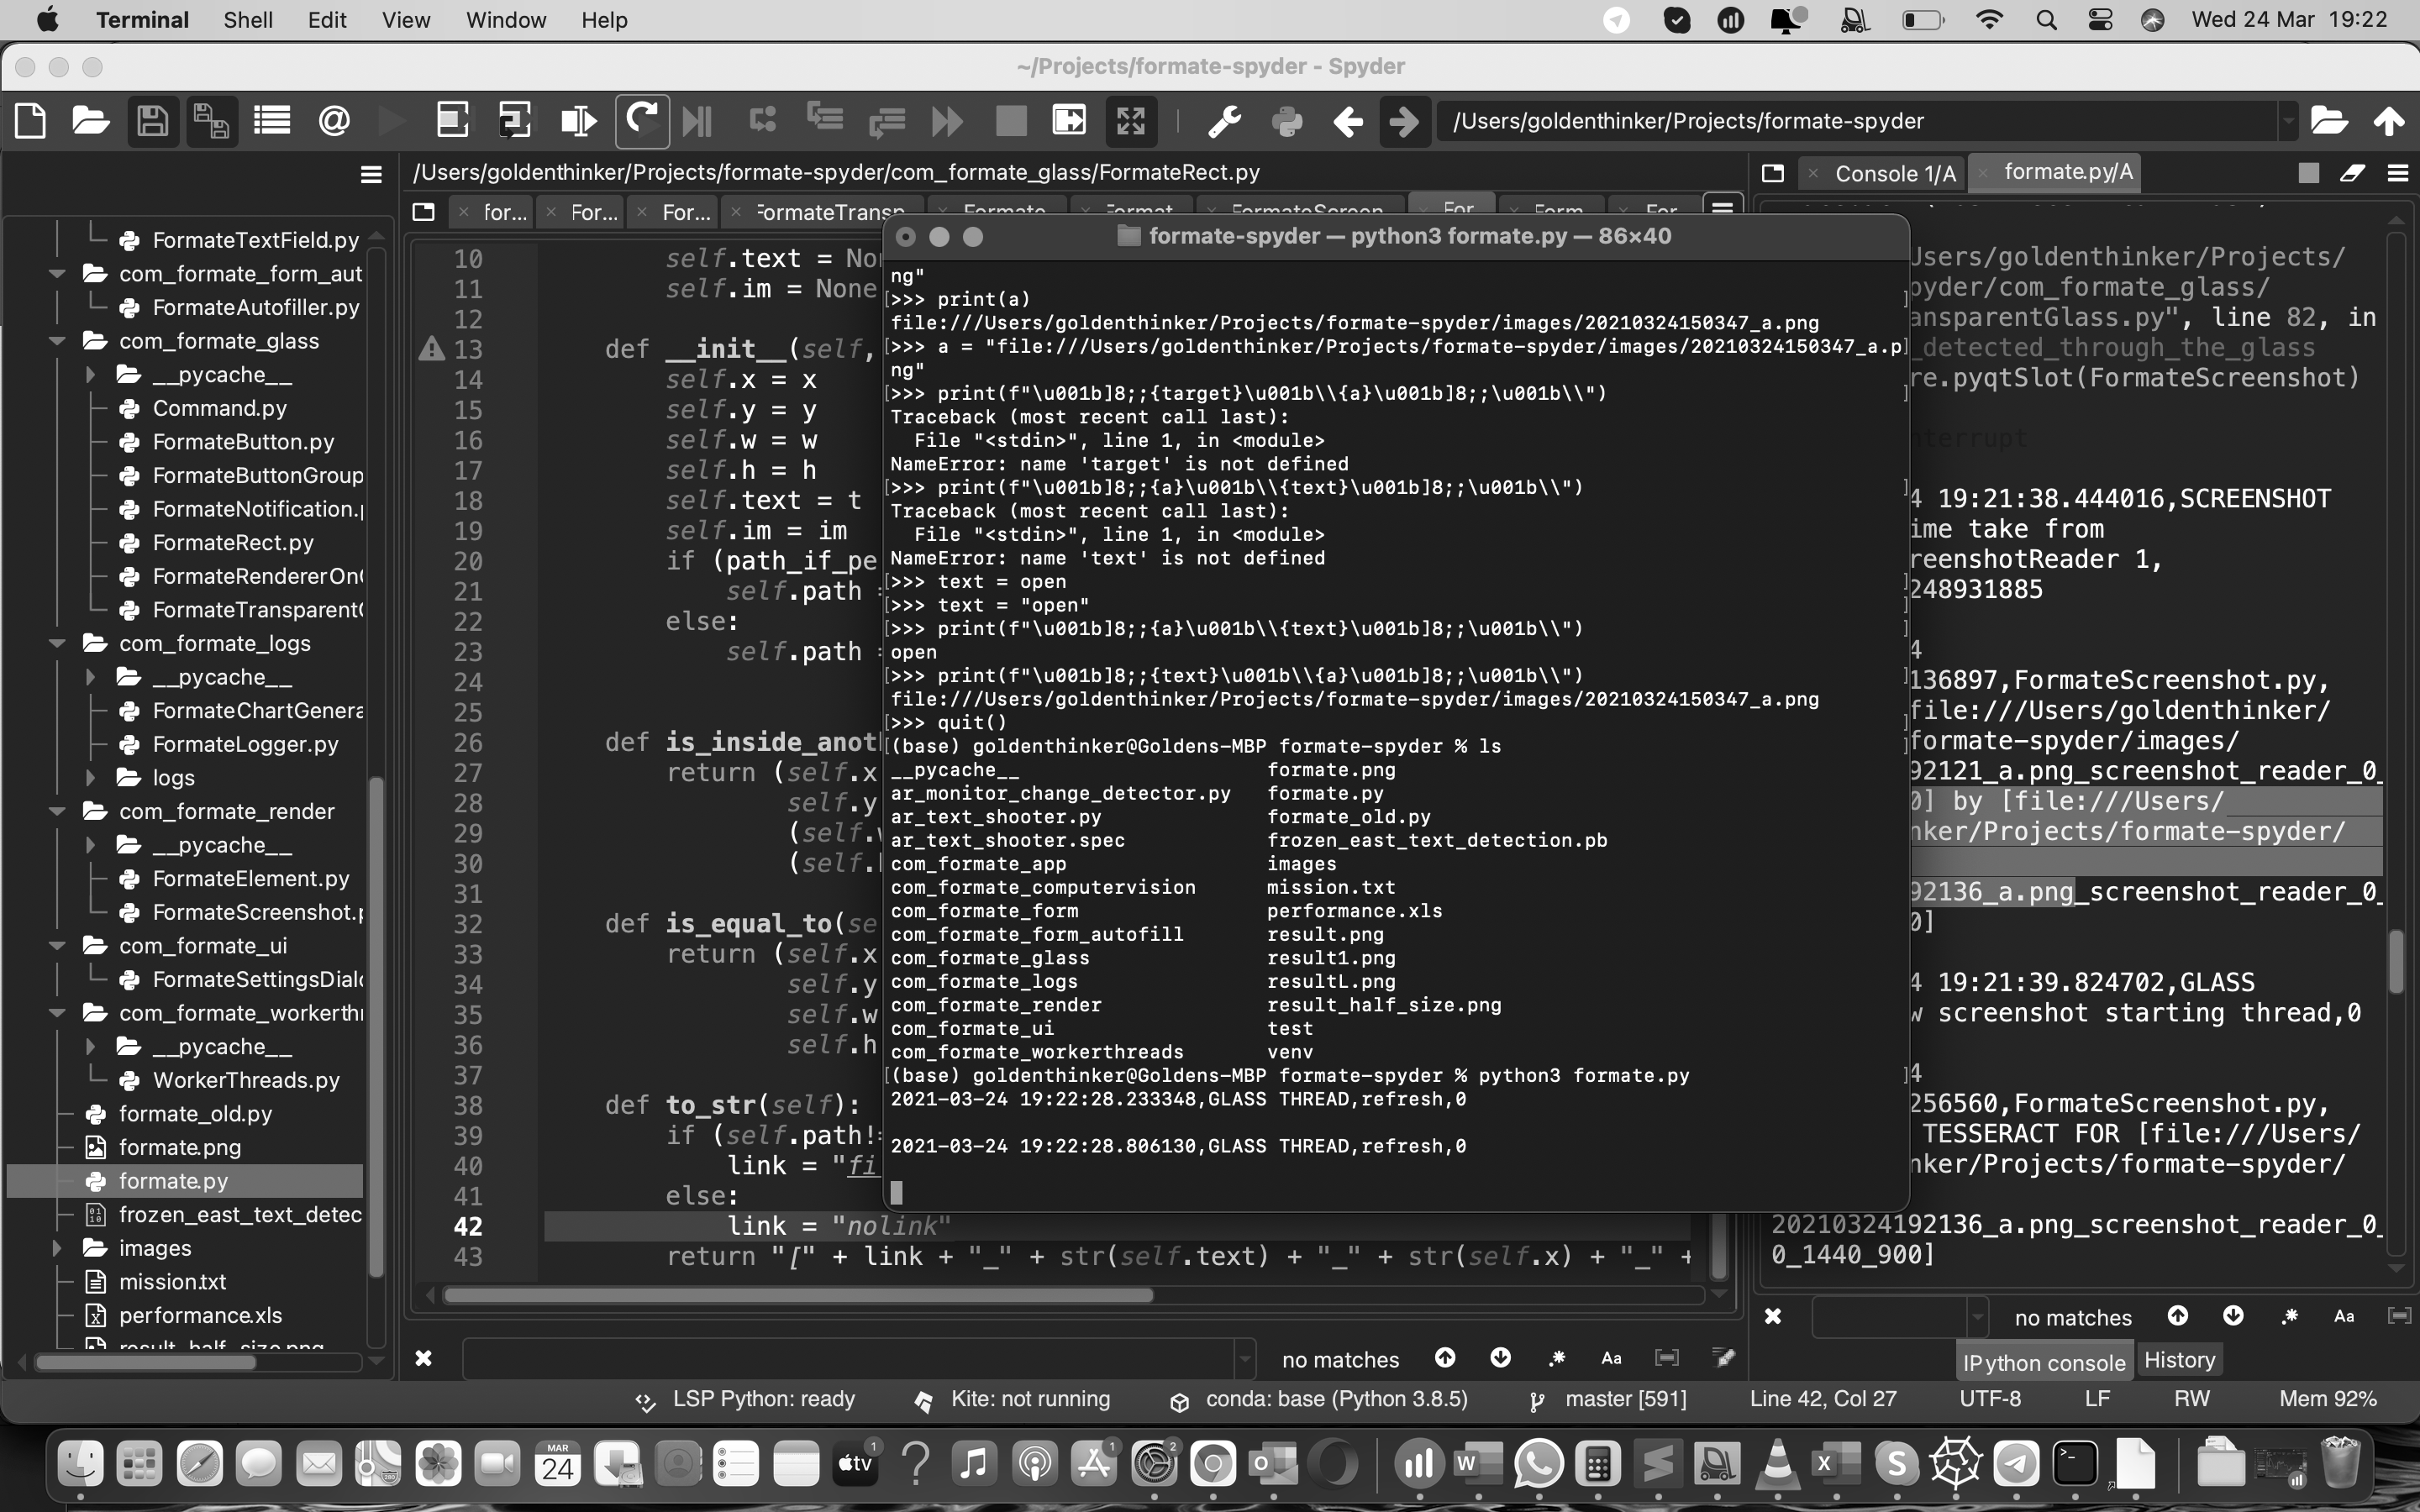 Terminal Shell Edit View Window Help Wed 24 Mar 19:22
~/Projects/formate-spyder - Spyder
/Users/goldenthinker/Projects/formate-spyder
/Users/goldenthinker/Projects/formate-spyder/com_formate_glass/FormateRect.py
Console 1/A formate.py/A
for... For... For...
FormateTextField.py
com_formate_form_aut
FormateAutofiller.py
com_formate_glass
__pycache__
Command.py
FormateButton.py
FormateButtonGroup
FormateNotification.
FormateRect.py
FormateRendererOn
FormateTransparent
com_formate_logs
__pycache__
FormateChartGenera
FormateLogger.py
logs
com_formate_render
__pycache__
FormateElement.py
FormateScreenshot.
com_formate_ui
FormateSettingsDial
com_formate_workerth
__pycache__
WorkerThreads.py
formate_old.py
formate.png
formate.py
frozen_east_text_detec
images
mission.txt
performance.xls
result_half_size.png
10 self.text = No
11 self.im = None
12
13 def __init__(self,
14 self.x = x
15 self.y = y
16 self.w = w
17 self.h = h
18 self.text = t
19 self.im = im
20 if (path_if_pe
21 self.path =
22 else:
23 self.path =
24
25
26 def is_inside_anot
27 return (self.x
28 self.y
29 (self.
30 (self.
31
32 def is_equal_to(se
33 return (self.x
34 self.y
35 self.w
36 self.h
37
38 def to_str(self):
39 if (self.path!
40 link = "fi
41 else:
42 link = "nolink"
43 return "[" + link + "_" + str(self.text) + "_" + str(self.x) + "_" +
formate-spyder — python3 formate.py — 86×40
ng"
>>> print(a)
file:///Users/goldenthinker/Projects/formate-spyder/images/20210324150347_a.png
>>> a = "file:///Users/goldenthinker/Projects/formate-spyder/images/20210324150347_a.p
ng"
>>> print(f"\u001b]8;;{target}\u001b\\{a}\u001b]8;;\u001b\\")
Traceback (most recent call last):
File "<stdin>", line 1, in <module>
NameError: name 'target' is not defined
>>> print(f"\u001b]8;;{a}\u001b\\{text}\u001b]8;;\u001b\\")
Traceback (most recent call last):
File "<stdin>", line 1, in <module>
NameError: name 'text' is not defined
>>> text = open
>>> text = "open"
>>> print(f"\u001b]8;;{a}\u001b\\{text}\u001b]8;;\u001b\\")
open
>>> print(f"\u001b]8;;{text}\u001b\\{a}\u001b]8;;\u001b\\")
file:///Users/goldenthinker/Projects/formate-spyder/images/20210324150347_a.png
>>> quit()
(base) goldenthinker@Goldens-MBP formate-spyder % ls
__pycache__ formate.png
ar_monitor_change_detector.py formate.py
ar_text_shooter.py formate_old.py
ar_text_shooter.spec frozen_east_text_detection.pb
com_formate_app images
com_formate_computervision mission.txt
com_formate_form performance.xls
com_formate_form_autofill result.png
com_formate_glass result1.png
com_formate_logs resultL.png
com_formate_render result_half_size.png
com_formate_ui test
com_formate_workerthreads venv
(base) goldenthinker@Goldens-MBP formate-spyder % python3 formate.py
2021-03-24 19:22:28.233348,GLASS THREAD,refresh,0
2021-03-24 19:22:28.806130,GLASS THREAD,refresh,0
Users/goldenthinker/Projects/
pyder/com_formate_glass/
ansparentGlass.py", line 82, in
_detected_through_the_glass
re.pyqtSlot(FormateScreenshot)
nterrupt
4 19:21:38.444016,SCREENSHOT
ime take from
reenshotReader 1,
248931885
4
136897,FormateScreenshot.py,
file:///Users/goldenthinker/
formate-spyder/images/
92121_a.png_screenshot_reader_0_
0] by [file:///Users/
nker/Projects/formate-spyder/
92136_a.png_screenshot_reader_0_
0]
4 19:21:39.824702,GLASS
w screenshot starting thread,0
4
256560,FormateScreenshot.py,
TESSERACT FOR [file:///Users/
nker/Projects/formate-spyder/
20210324192136_a.png_screenshot_reader_0_
0_1440_900]
no matches Aa
no matches Aa
IPython console History
LSP Python: ready Kite: not running conda: base (Python 3.8.5) master [591] Line 42, Col 27 UTF-8 LF RW Mem 92%
MAR
24
tv
1
1
2